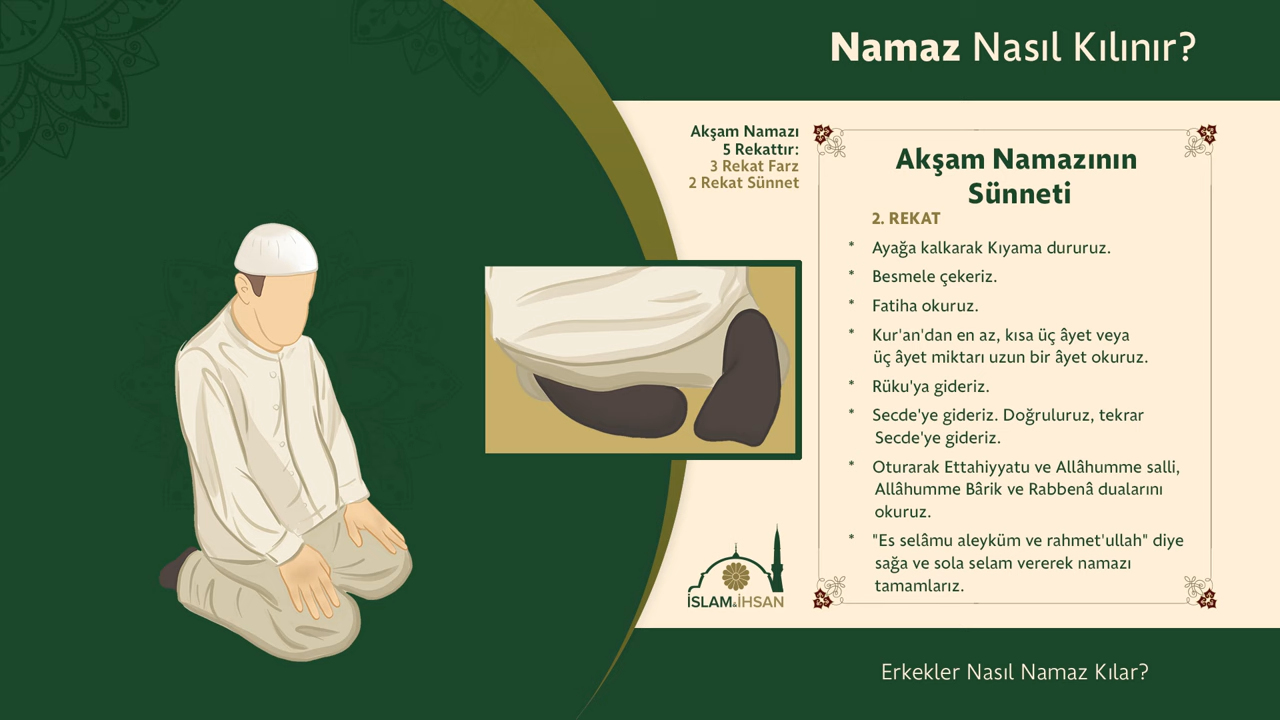 Namaz Nasıl Kılınır?
Akşam Namazı
5 Rekattır:
3 Rekat Farz
2 Rekat Sünnet
Akşam Namazının
Sünneti
2. REKAT
* Ayağa kalkarak Kıyama dururuz.
* Besmele çekeriz.
* Fatiha okuruz.
* Kur'an'dan en az, kısa üç âyet veya
üç âyet miktarı uzun bir âyet okuruz.
* Rüku'ya gideriz.
* Secde'ye gideriz. Doğruluruz, tekrar
Secde'ye gideriz.
* Oturarak Ettahiyyatu ve Allâhumme salli,
Allâhumme Bârik ve Rabbenâ dualarını
okuruz.
* "Es selâmu aleyküm ve rahmet'ullah" diye
sağa ve sola selam vererek namazı
tamamlarız.
İSLAM&İHSAN
Erkekler Nasıl Namaz Kılar?